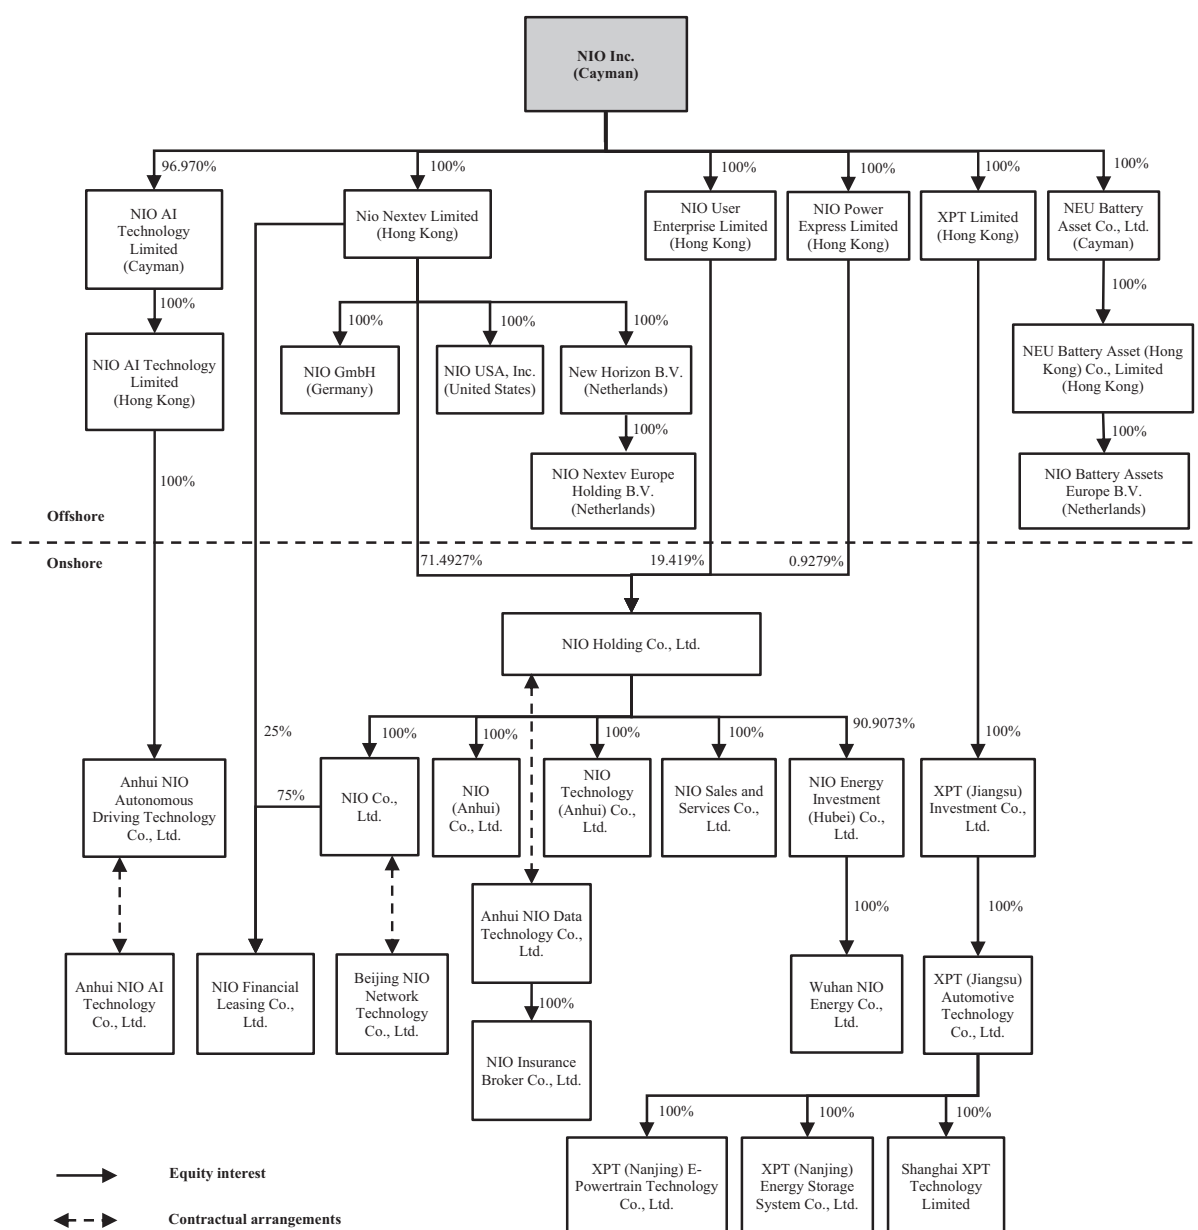 NIO Inc.
(Cayman)
96.970%
100%
100%
100%
100%
100%
NIO AI
Technology
Limited
(Cayman)
Nio Nextev Limited
(Hong Kong)
NIO User
Enterprise Limited
(Hong Kong)
NIO Power
Express Limited
(Hong Kong)
XPT Limited
(Hong Kong)
NEU Battery
Asset Co., Ltd.
(Cayman)
100%
100%
100%
100%
100%
NIO AI Technology
Limited
(Hong Kong)
NIO GmbH
(Germany)
NIO USA, Inc.
(United States)
New Horizon B.V.
(Netherlands)
NEU Battery Asset (Hong
Kong) Co., Limited
(Hong Kong)
100%
100%
100%
NIO Nextev Europe
Holding B.V.
(Netherlands)
NIO Battery Assets
Europe B.V.
(Netherlands)
Offshore
Onshore
71.4927%
19.419%
0.9279%
NIO Holding Co., Ltd.
25%
100%
100%
100%
100%
90.9073%
100%
75%
Anhui NIO
Autonomous
Driving Technology
Co., Ltd.
NIO Co.,
Ltd.
NIO
(Anhui)
Co., Ltd.
NIO
Technology
(Anhui) Co.,
Ltd.
NIO Sales and
Services Co.,
Ltd.
NIO Energy
Investment
(Hubei) Co.,
Ltd.
XPT (Jiangsu)
Investment Co.,
Ltd.
Anhui NIO Data
Technology Co.,
Ltd.
100%
100%
Anhui NIO AI
Technology
Co., Ltd.
NIO Financial
Leasing Co.,
Ltd.
Beijing NIO
Network
Technology
Co., Ltd.
100%
NIO Insurance
Broker Co., Ltd.
Wuhan NIO
Energy Co.,
Ltd.
XPT (Jiangsu)
Automotive
Technology
Co., Ltd.
100%
100%
100%
XPT (Nanjing) E-
Powertrain Technology
Co., Ltd.
XPT (Nanjing)
Energy Storage
System Co., Ltd.
Shanghai XPT
Technology
Limited
Equity interest
Contractual arrangements